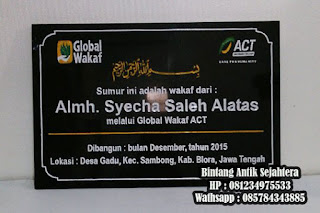 Global
Wakaf
ACT
بسم الله الرحمن الرحيم
Sumur ini adalah wakaf dari :
Almh. Syecha Saleh Alatas
melalui Global Wakaf ACT
Dibangun : bulan Desember, tahun 2015
Lokasi : Desa Gadu, Kec. Sambong, Kab. Blora, Jawa Tengah
Bintang Antik Sejahtera
HP : 081234975533
Wathsapp : 085784343885